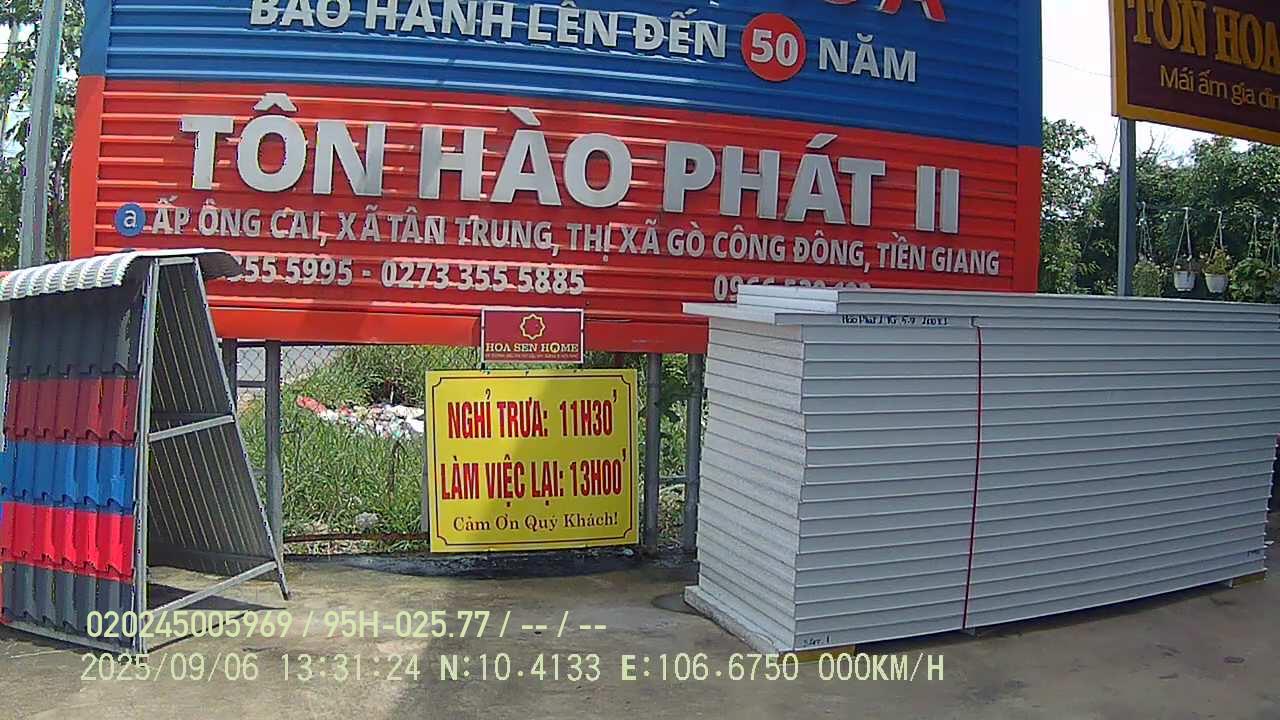 BẢO HÀNH LÊN ĐẾN 50 NĂM
TÔN HOA
Mái ấm gia đìn
TÔN HÀO PHÁT II
a ẤP ÔNG CAI, XÃ TÂN TRUNG, THỊ XÃ GÒ CÔNG ĐÔNG, TIỀN GIANG
355 5995 - 0273 355 5885
HOA SEN HOME
NGHỈ TRƯA: 11H30'
LÀM VIỆC LẠI: 13H00'
Cảm Ơn Quý Khách!
020245005969 / 95H-025.77 / -- / --
2025/09/06 13:31:24 N:10.4133 E:106.6750 000KM/H